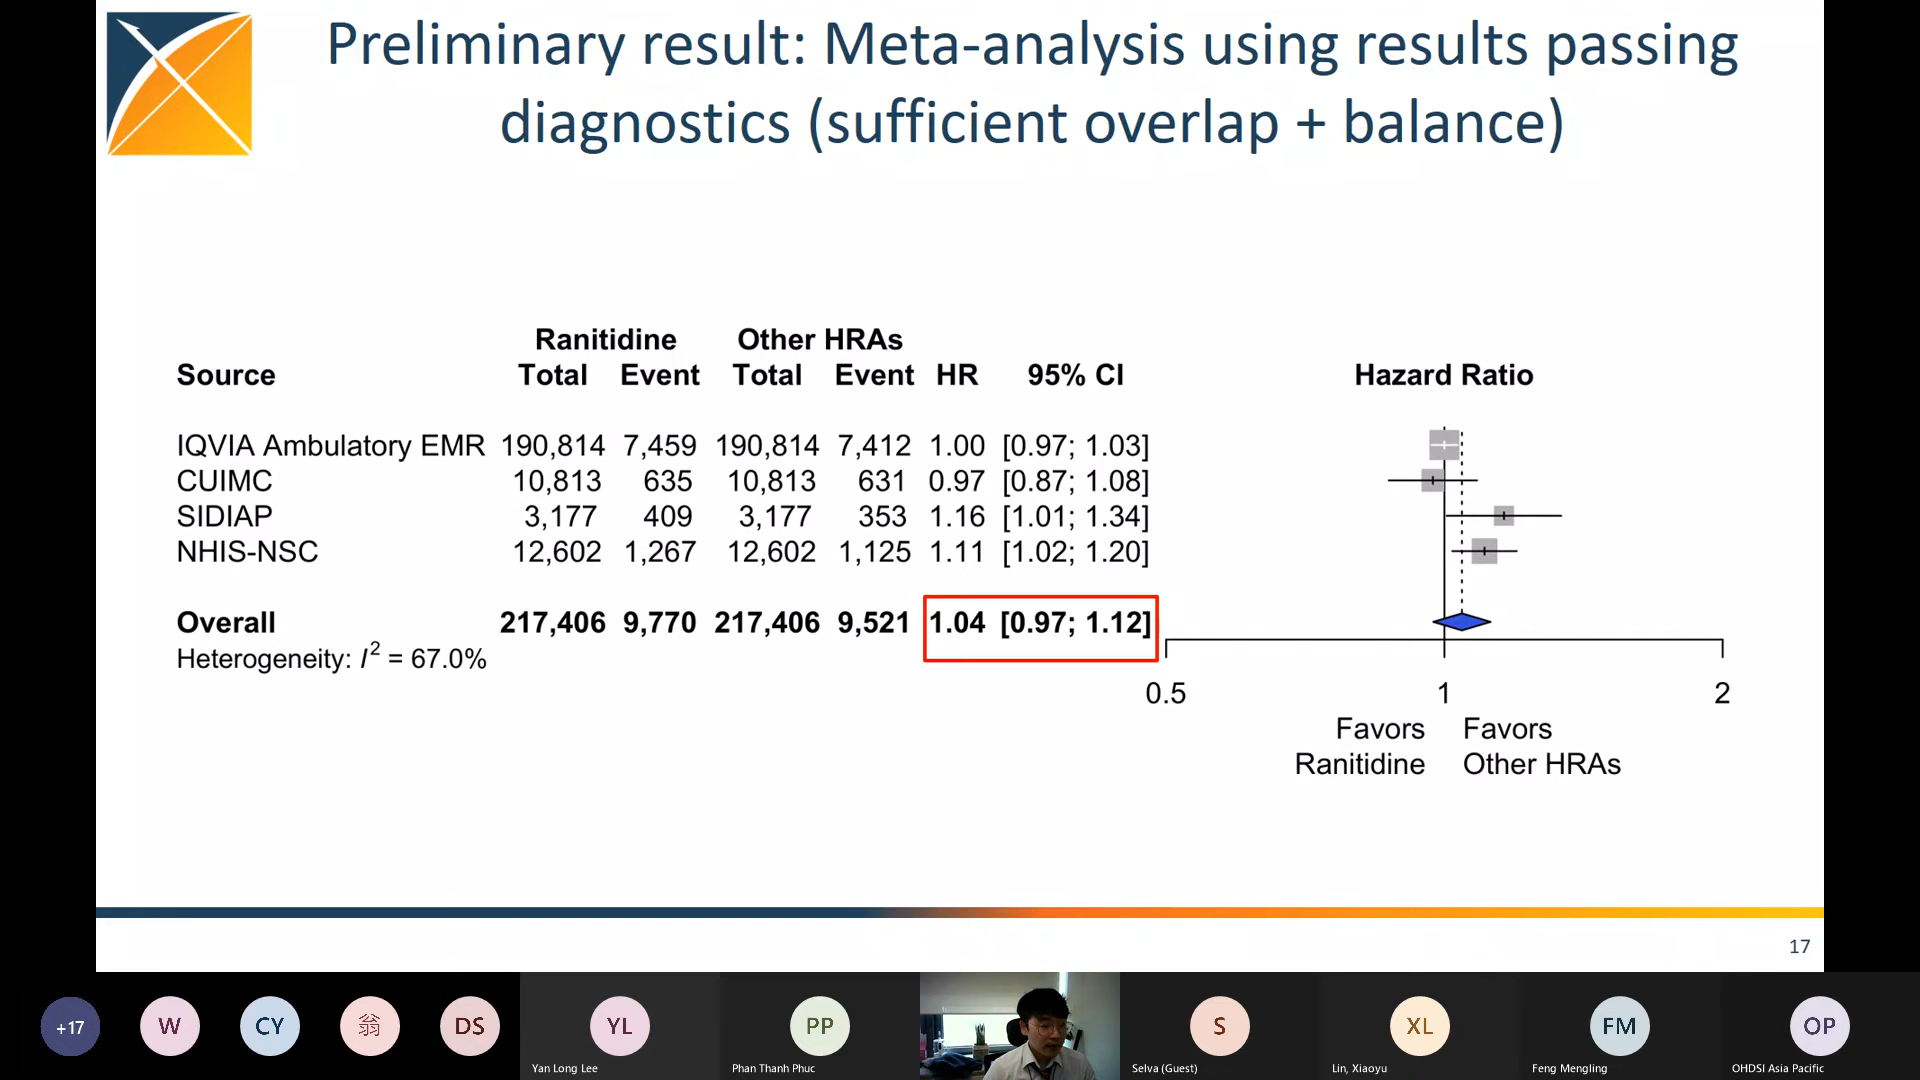 Preliminary result: Meta-analysis using results passing
diagnostics (sufficient overlap + balance)
Ranitidine Other HRAs
Source Total Event Total Event HR 95% CI Hazard Ratio
IQVIA Ambulatory EMR 190,814 7,459 190,814 7,412 1.00 [0.97; 1.03]
CUIMC 10,813 635 10,813 631 0.97 [0.87; 1.08]
SIDIAP 3,177 409 3,177 353 1.16 [1.01; 1.34]
NHIS-NSC 12,602 1,267 12,602 1,125 1.11 [1.02; 1.20]
Overall 217,406 9,770 217,406 9,521 1.04 [0.97; 1.12]
Heterogeneity: I² = 67.0%
0.5 1 2
Favors Favors
Ranitidine Other HRAs
17
+17 W CY 翁 DS YL PP S XL FM OP
Yan Long Lee Phan Thanh Phuc Selva (Guest) Lin, Xiaoyu Feng Mengling OHDSI Asia Pacific